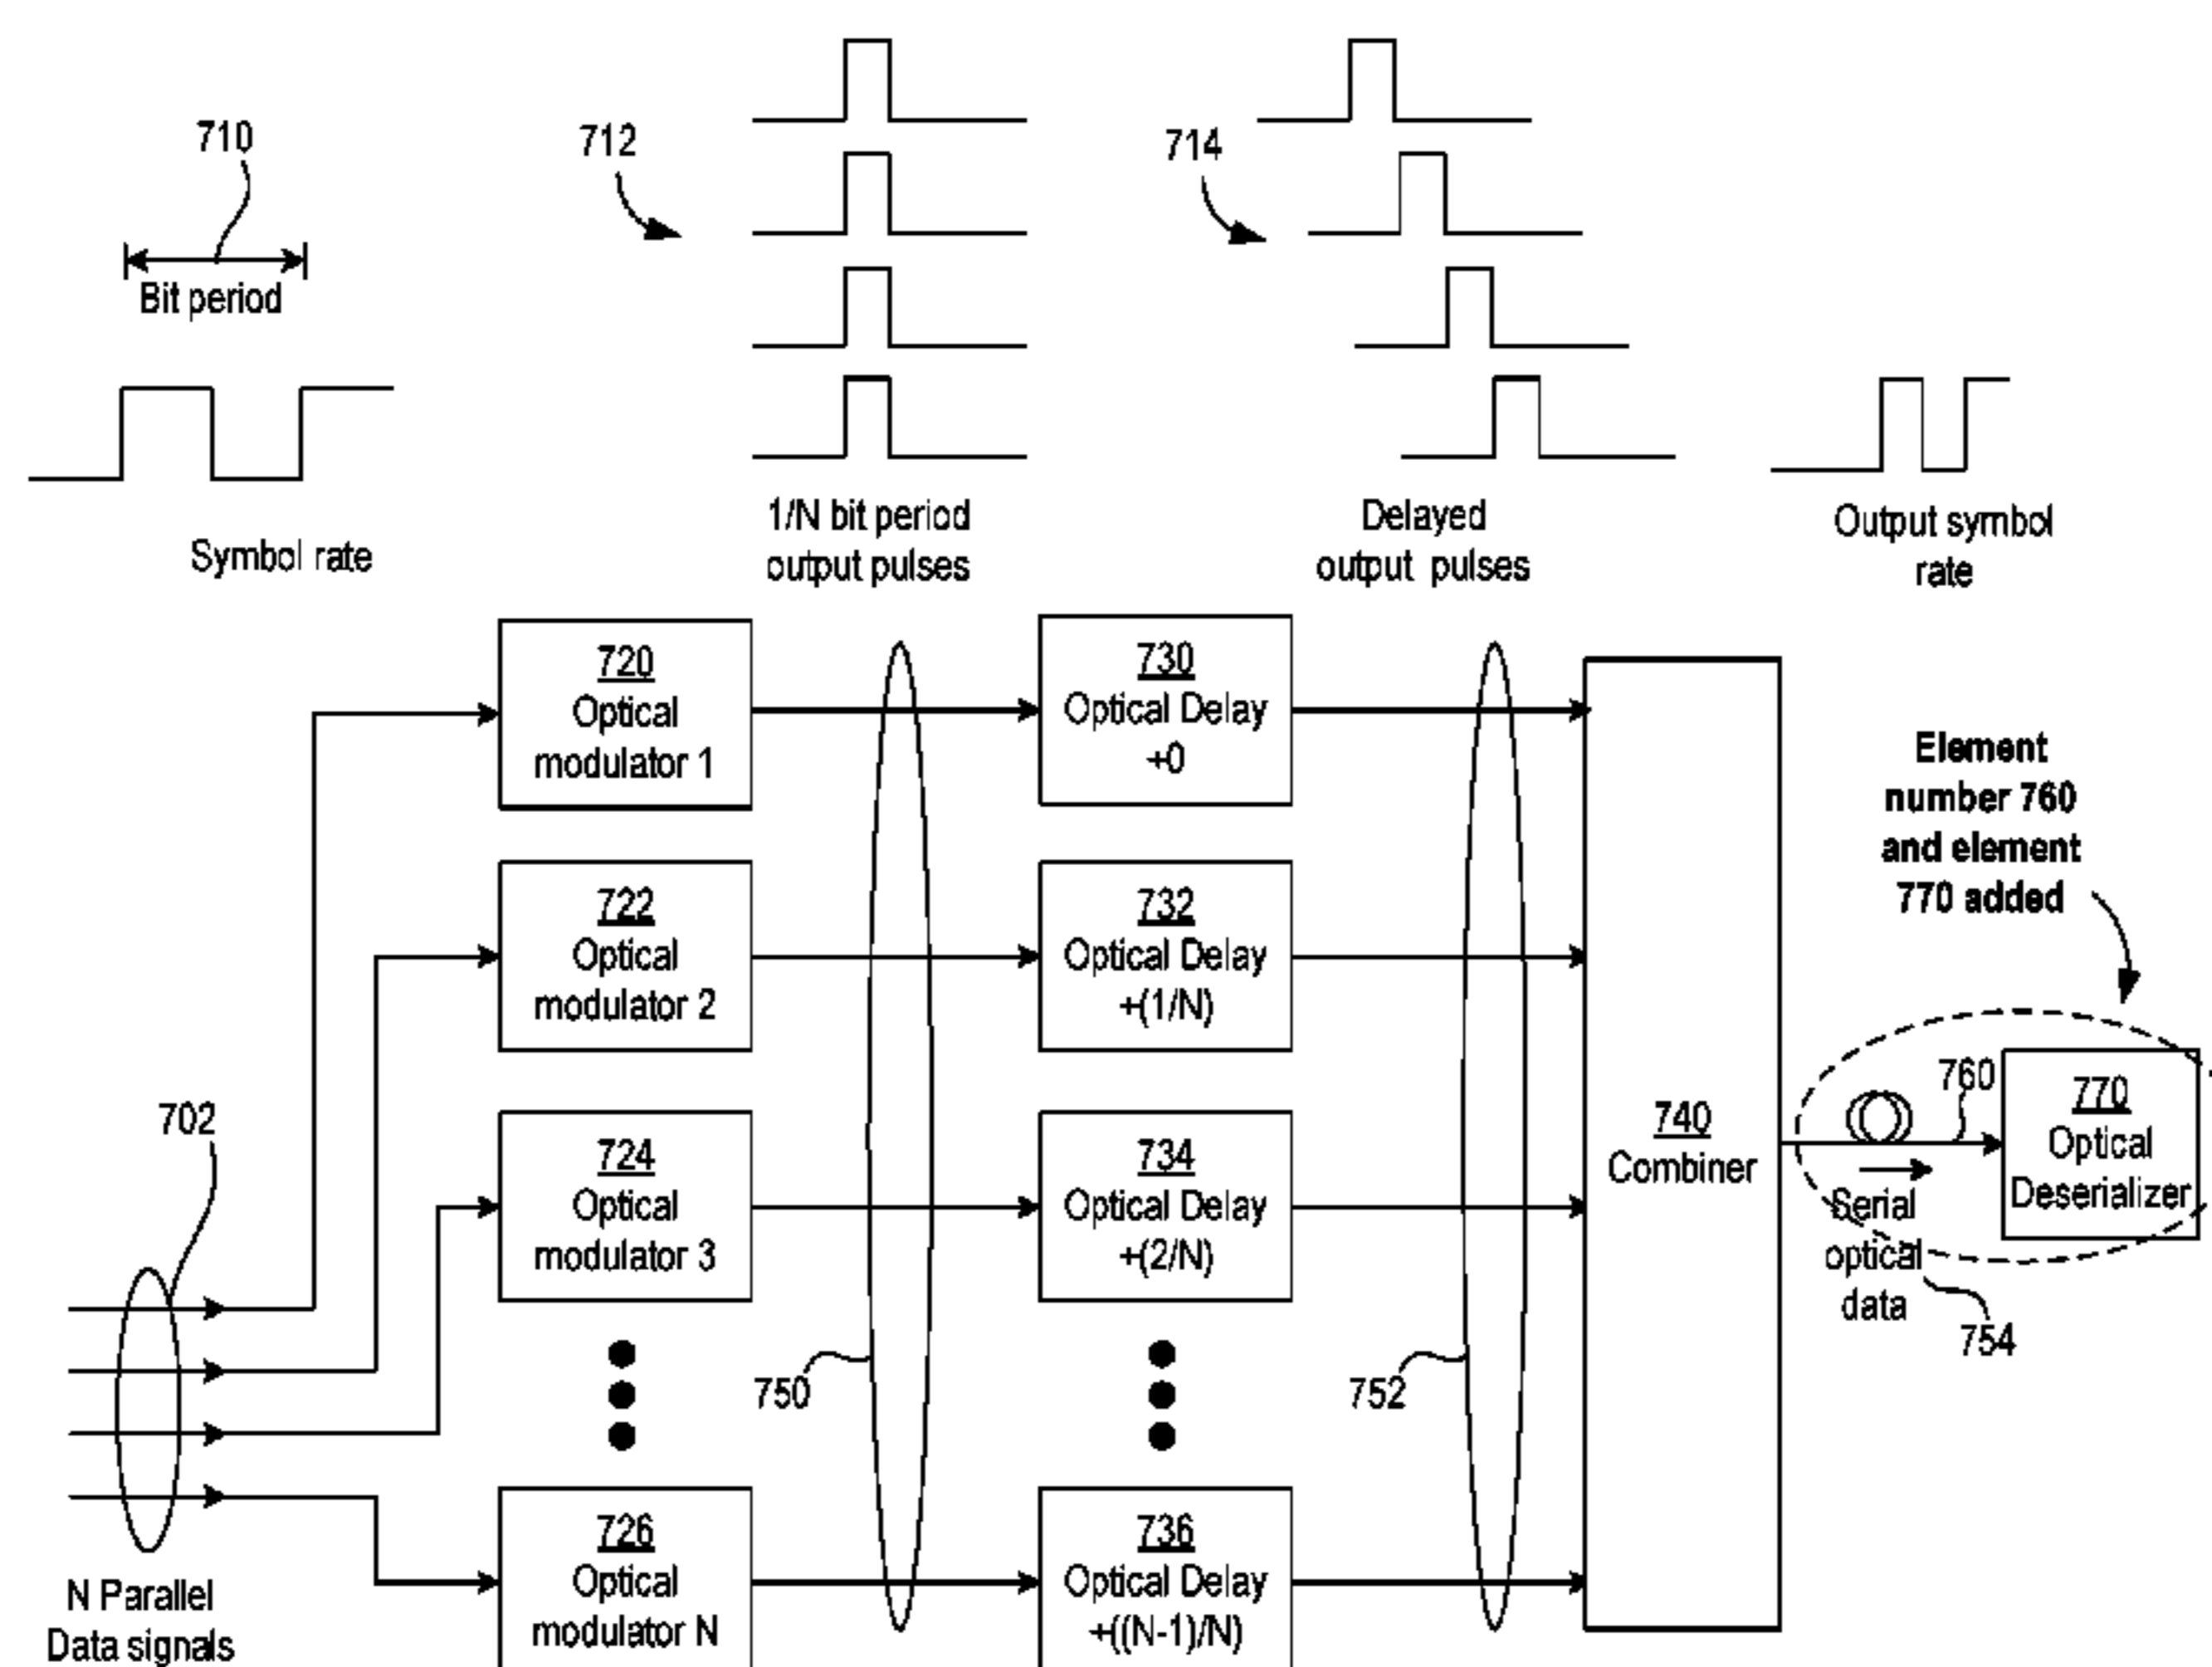 710
Bit period
Symbol rate
712
1/N bit period
output pulses
714
Delayed
output pulses
Output symbol
rate
720
Optical
modulator 1
730
Optical Delay
+0
722
Optical
modulator 2
732
Optical Delay
+(1/N)
724
Optical
modulator 3
734
Optical Delay
+(2/N)
726
Optical
modulator N
736
Optical Delay
+((N-1)/N)
702
N Parallel
Data signals
750
752
740
Combiner
Element
number 760
and element
770 added
760
770
Optical
Deserializer
Serial
optical
data
754